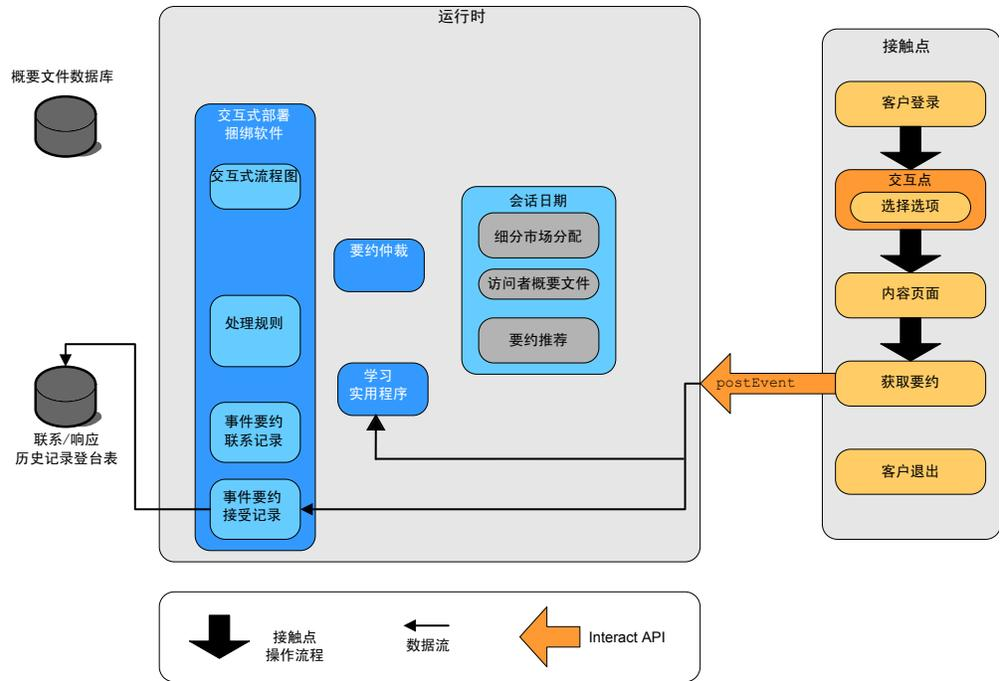 运行时
接触点
概要文件数据库
客户登录
交互式部署
捆绑软件
交互式流程图
交互点
选择选项
会话日期
细分市场分配
要约仲裁
访问者概要文件
内容页面
处理规则
要约推荐
学习
实用程序
postEvent
获取要约
事件要约
联系记录
联系/响应
历史记录登台表
客户退出
事件要约
接受记录
接触点
操作流程
数据流
Interact API